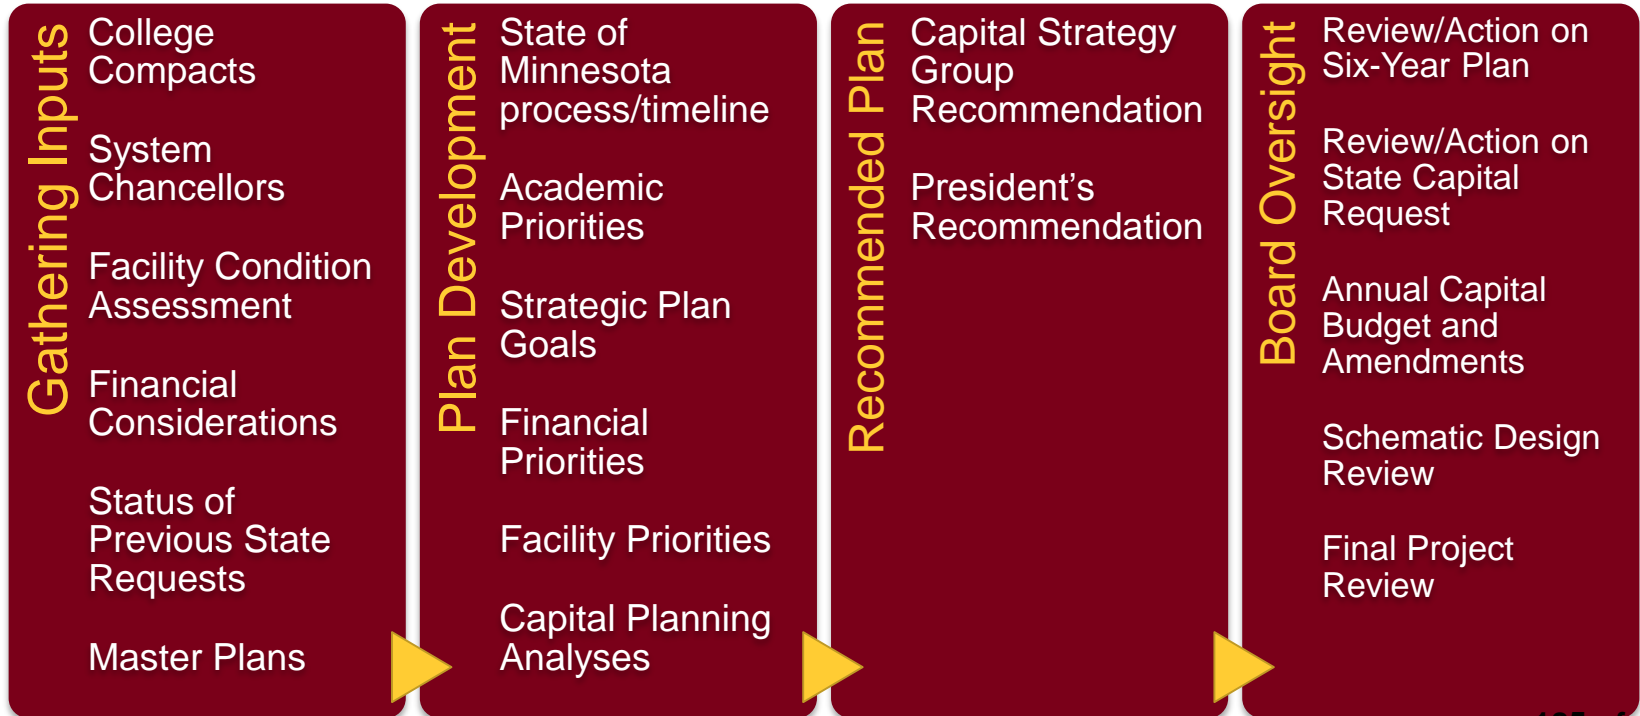 Gathering Inputs
College
Compacts
System
Chancellors
Facility Condition
Assessment
Financial
Considerations
Status of
Previous State
Requests
Master Plans
Plan Development
State of
Minnesota
process/timeline
Academic
Priorities
Strategic Plan
Goals
Financial
Priorities
Facility Priorities
Capital Planning
Analyses
Recommended Plan
Capital Strategy
Group
Recommendation
President’s
Recommendation
Board Oversight
Review/Action on
Six-Year Plan
Review/Action on
State Capital
Request
Annual Capital
Budget and
Amendments
Schematic Design
Review
Final Project
Review